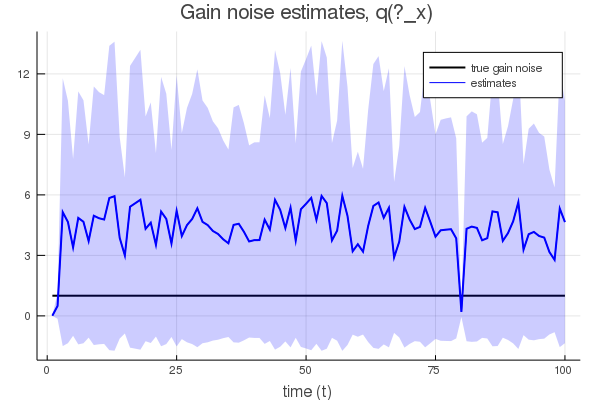 Gain noise estimates, q(?_x)
true gain noise
estimates
12
9
6
3
0
0 25 50 75 100
time (t)